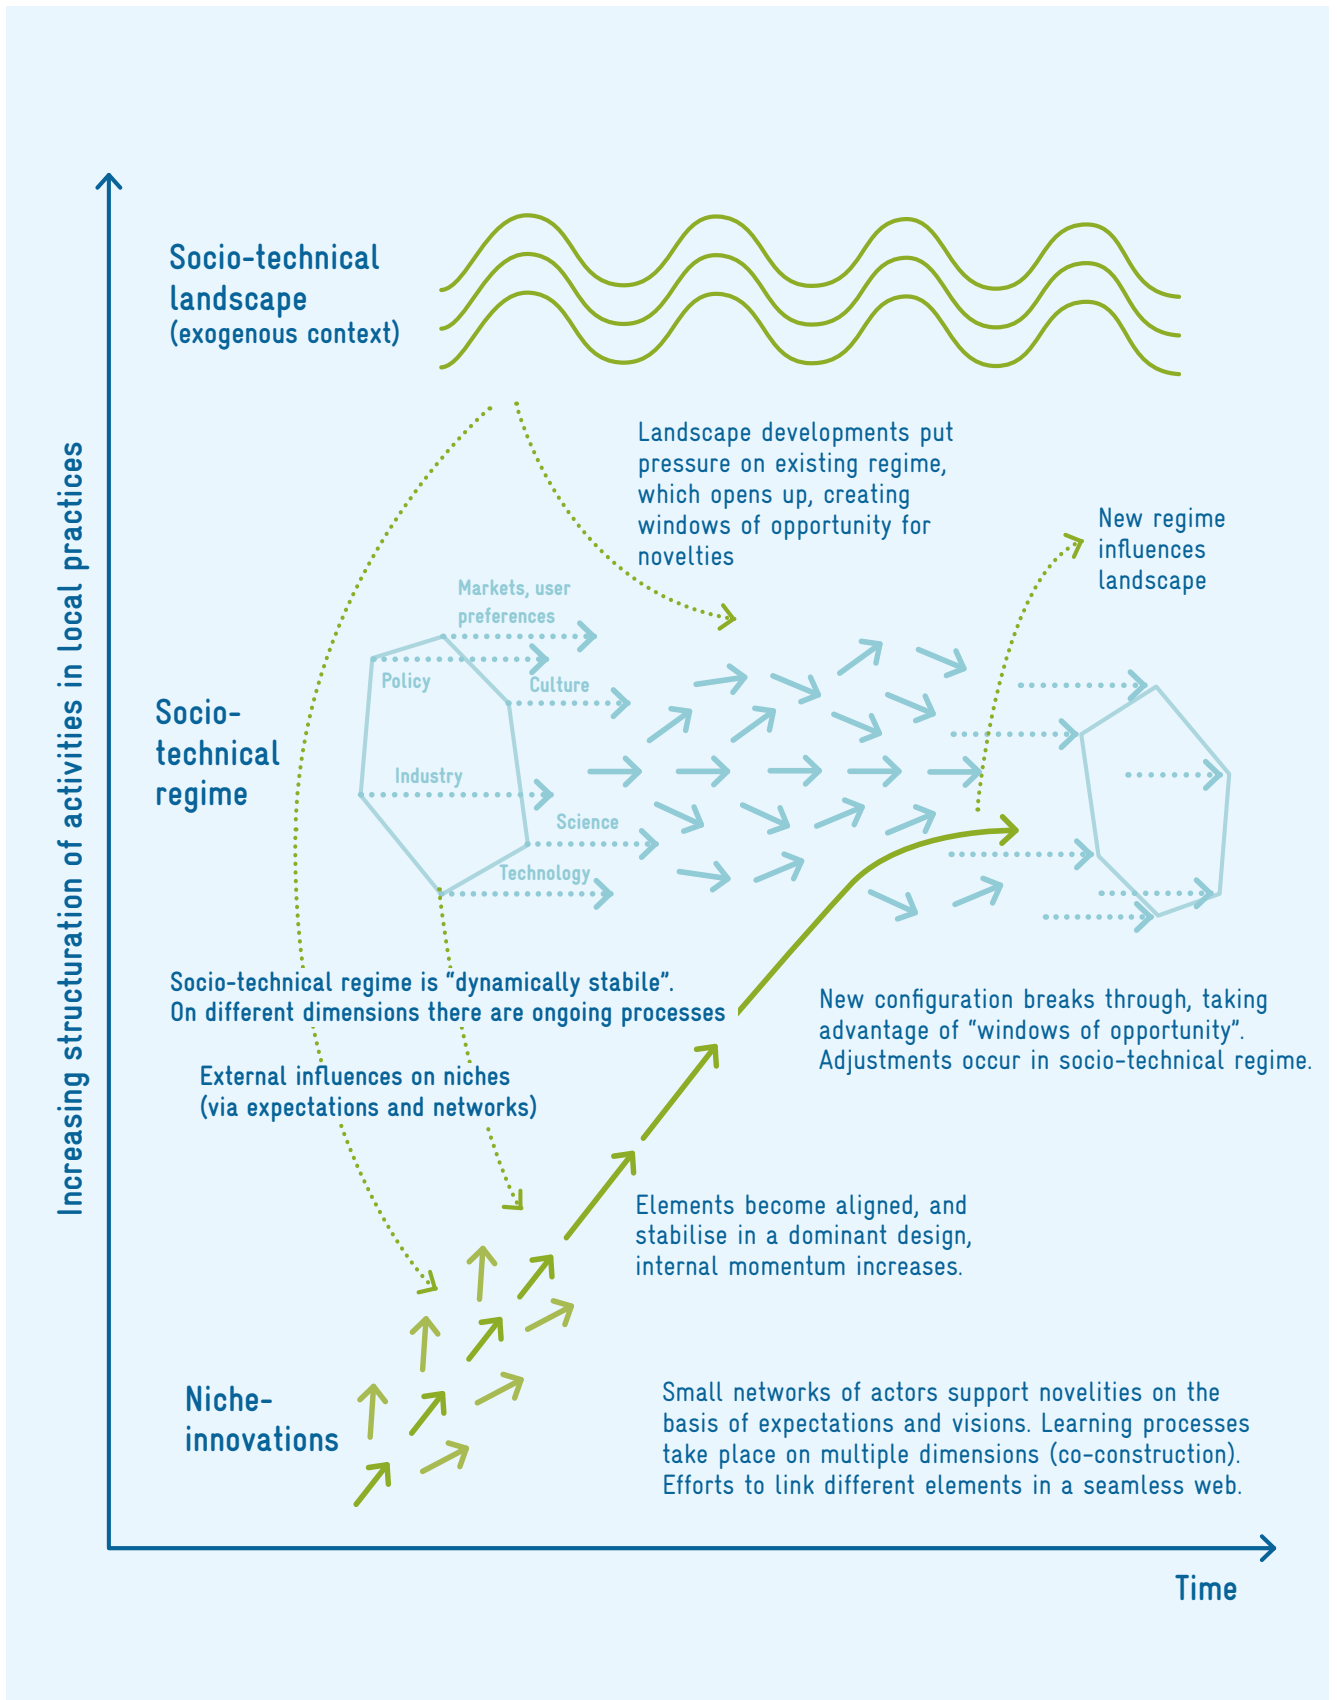 Socio-technical
landscape
(exogenous context)
Landscape developments put
pressure on existing regime,
which opens up, creating
windows of opportunity for
novelties
New regime
influences
landscape
Increasing structuration of activities in local practices
Markets, user
preferences
Policy
Culture
Socio-
technical
regime
Industry
Science
Technology
Socio-technical regime is “dynamically stabile”.
On different dimensions there are ongoing processes
New configuration breaks through, taking
advantage of “windows of opportunity”.
Adjustments occur in socio-technical regime.
External influences on niches
(via expectations and networks)
Elements become aligned, and
stabilise in a dominant design,
internal momentum increases.
Niche-
innovations
Small networks of actors support novelities on the
basis of expectations and visions. Learning processes
take place on multiple dimensions (co-construction).
Efforts to link different elements in a seamless web.
Time